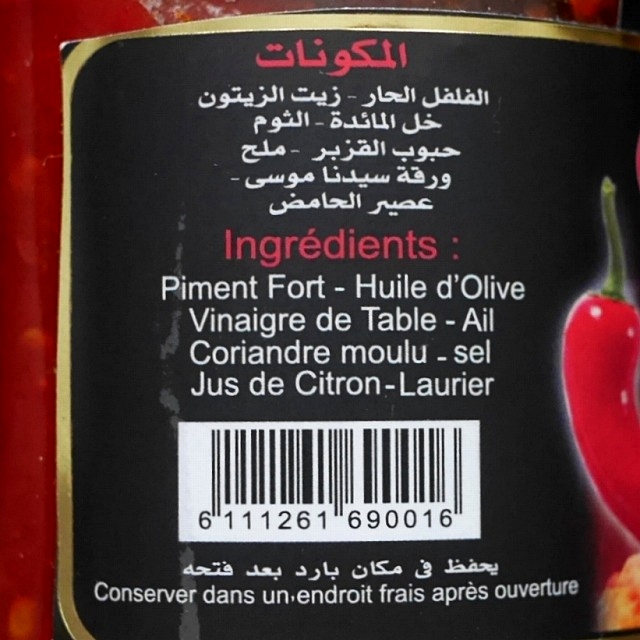 المكونات
الفلفل الحار - زيت الزيتون
خل المائدة - الثوم
حبوب القزبر - ملح
ورقة سيدنا موسى -
عصير الحامض
Ingrédients :
Piment Fort - Huile d'Olive
Vinaigre de Table - Ail
Coriandre moulu - sel
Jus de Citron - Laurier
6 111261 690016
يحفظ في مكان بارد بعد فتحه
Conserver dans un endroit frais après ouverture